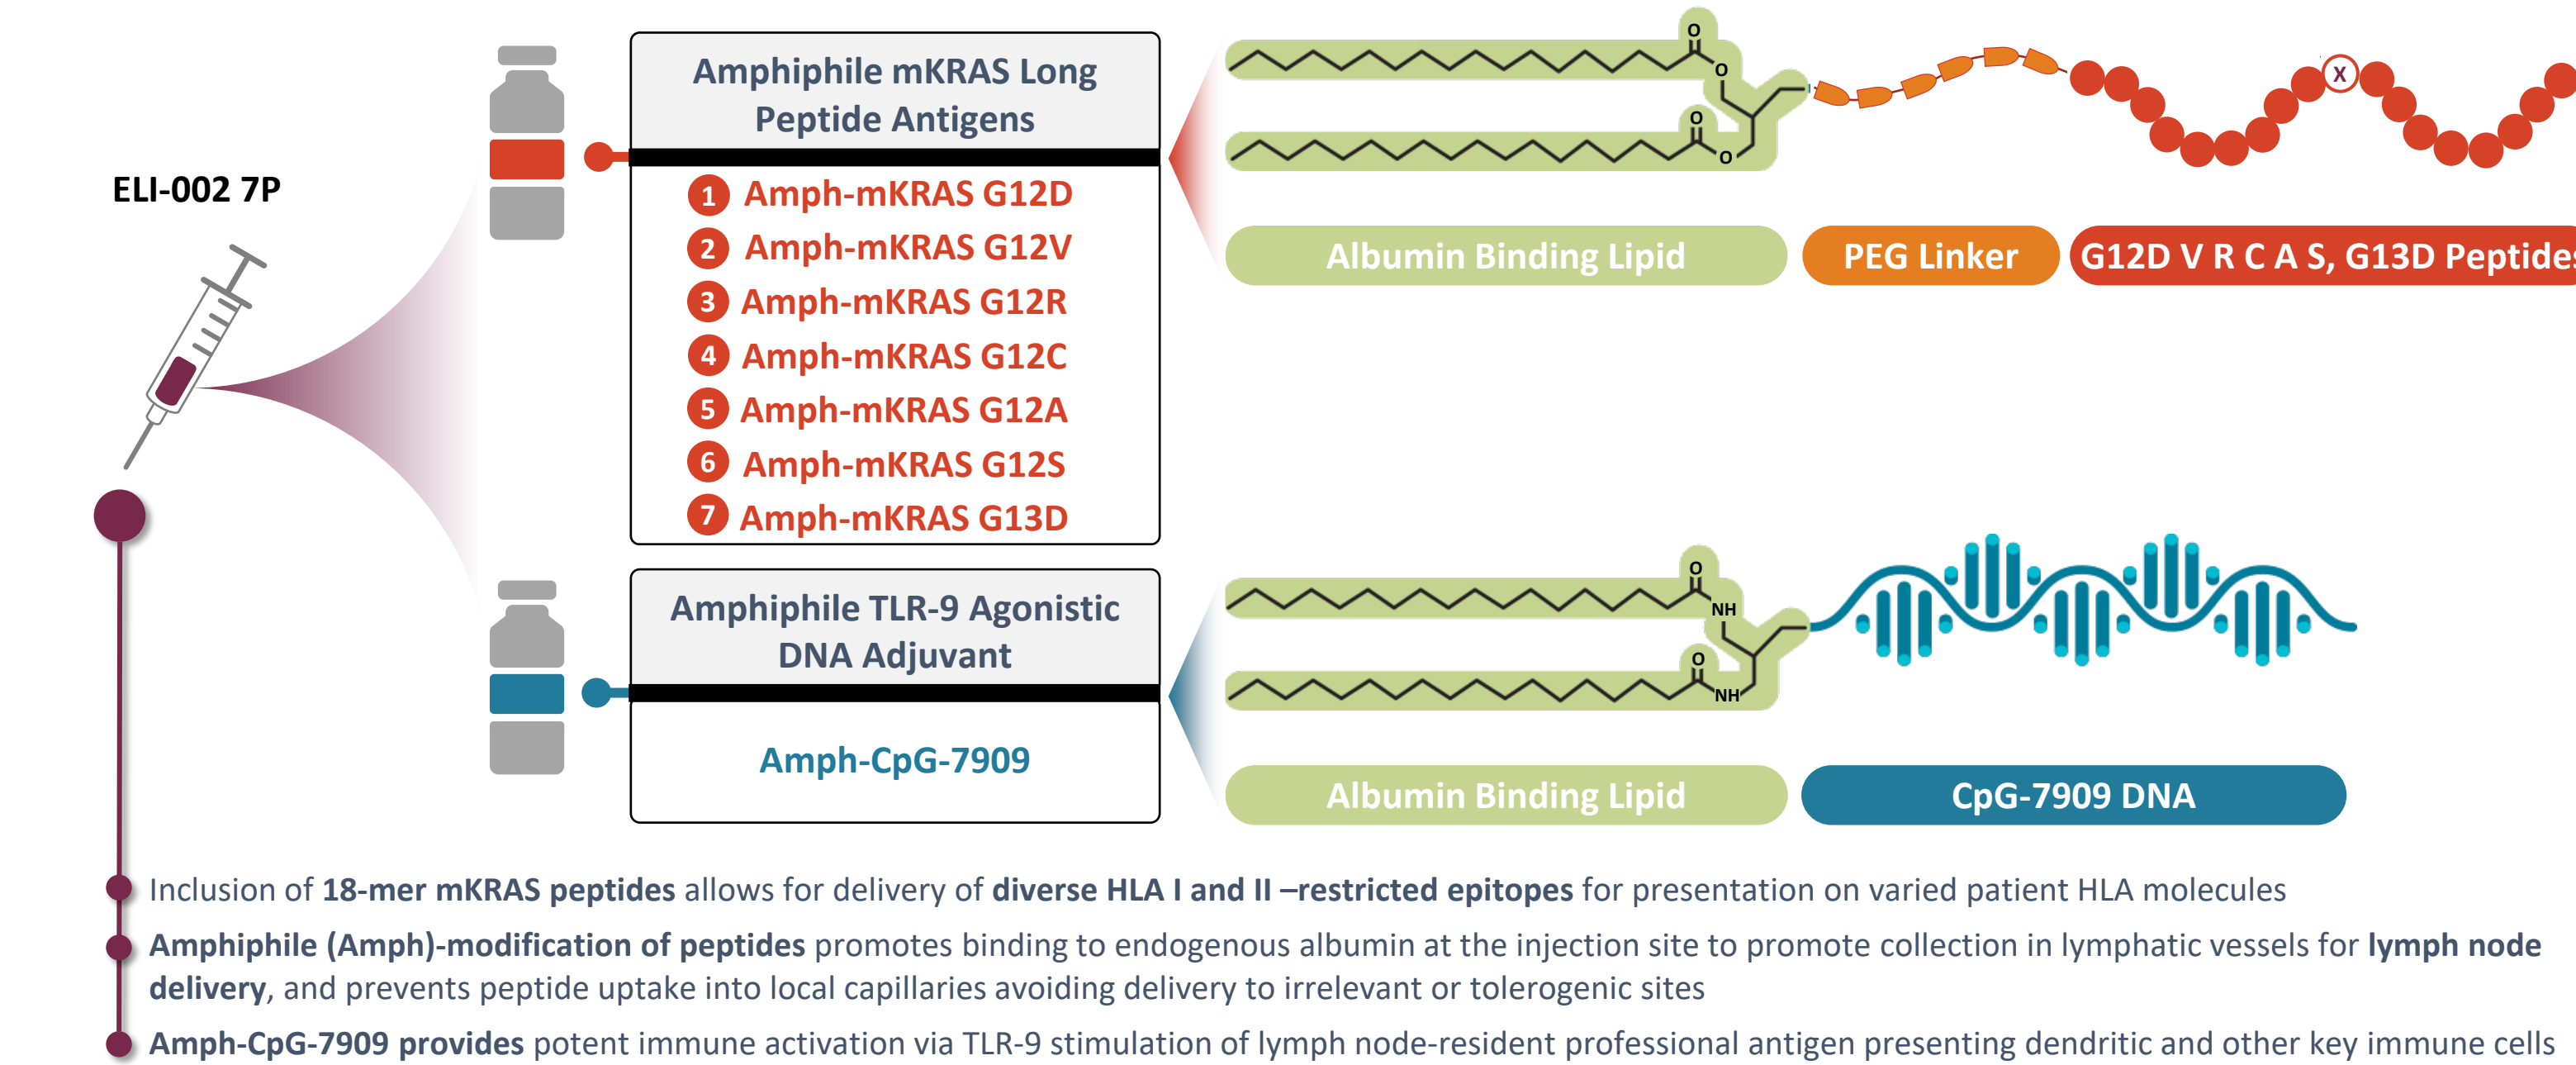 ELI-002 7P
Amphiphile mKRAS Long
Peptide Antigens
1 Amph-mKRAS G12D
2 Amph-mKRAS G12V
3 Amph-mKRAS G12R
4 Amph-mKRAS G12C
5 Amph-mKRAS G12A
6 Amph-mKRAS G12S
7 Amph-mKRAS G13D
O
O
O
O
X
Albumin Binding Lipid
PEG Linker
G12D V R C A S, G13D Peptides
Amphiphile TLR-9 Agonistic
DNA Adjuvant
Amph-CpG-7909
O
NH
O
NH
Albumin Binding Lipid
CpG-7909 DNA
Inclusion of 18-mer mKRAS peptides allows for delivery of diverse HLA I and II –restricted epitopes for presentation on varied patient HLA molecules
Amphiphile (Amph)-modification of peptides promotes binding to endogenous albumin at the injection site to promote collection in lymphatic vessels for lymph node
delivery, and prevents peptide uptake into local capillaries avoiding delivery to irrelevant or tolerogenic sites
Amph-CpG-7909 provides potent immune activation via TLR-9 stimulation of lymph node-resident professional antigen presenting dendritic and other key immune cells